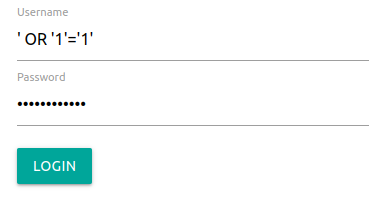 Username
' OR '1'='1'
Password
••••••••••••
LOGIN